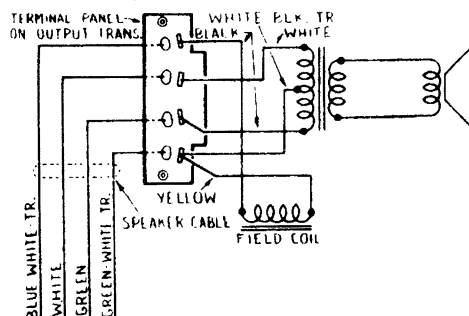 TERMINAL PANEL
ON OUTPUT TRANS.
WHITE BLK. TR
BLACK
WHITE
YELLOW
SPEAKER CABLE
FIELD COIL
BLUE WHITE TR.
WHITE
GREEN
GREEN-WHITE TR.